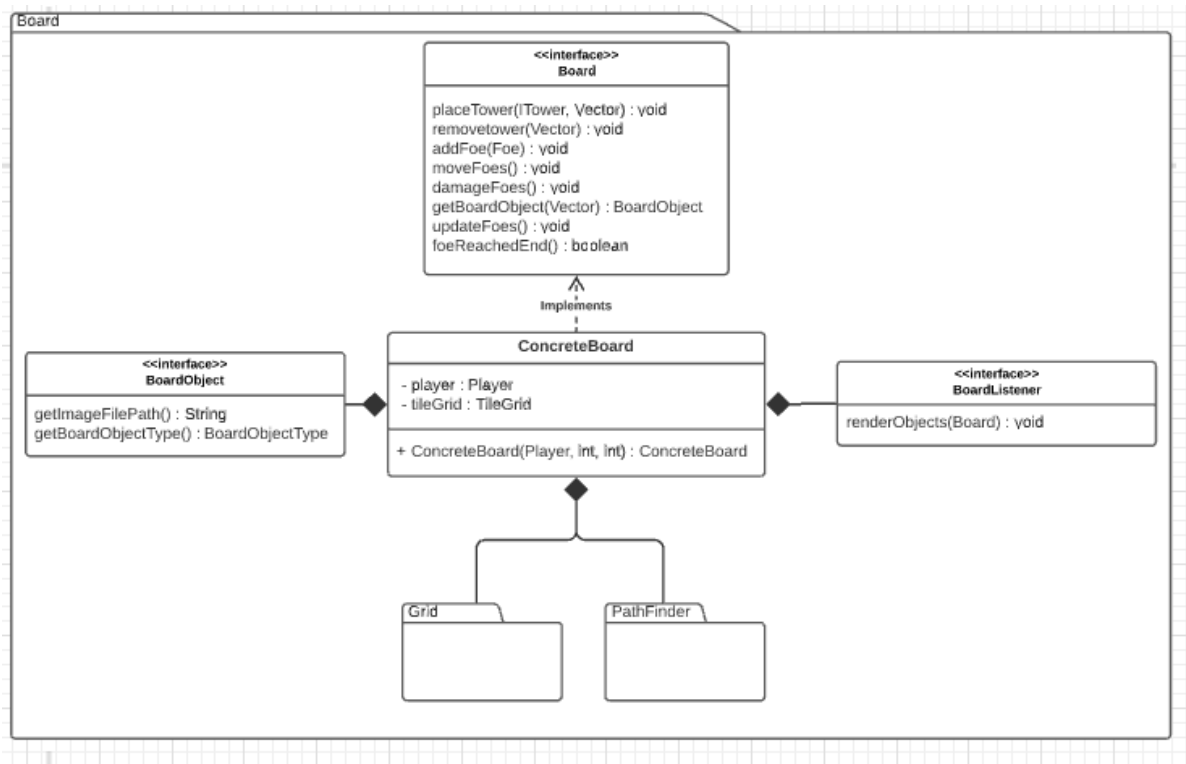 Board
<<interface>>
Board
placeTower(ITower, Vector) : void
removetower(Vector) : void
addFoe(Foe) : void
moveFoes() : void
damageFoes() : void
getBoardObject(Vector) : BoardObject
updateFoes() : void
foeReachedEnd() : boolean
Implements
ConcreteBoard
- player : Player
- tileGrid : TileGrid
+ ConcreteBoard(Player, int, int) : ConcreteBoard
<<interface>>
BoardObject
getImageFilePath() : String
getBoardObjectType() : BoardObjectType
<<interface>>
BoardListener
renderObjects(Board) : void
Grid
PathFinder